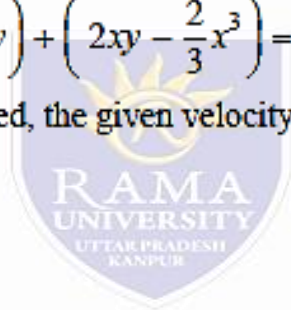 y) + ( 2xy − 2/3 x³ ) =
ed, the given velocity
RAMA
UNIVERSITY
UTTAR PRADESH
KANPUR